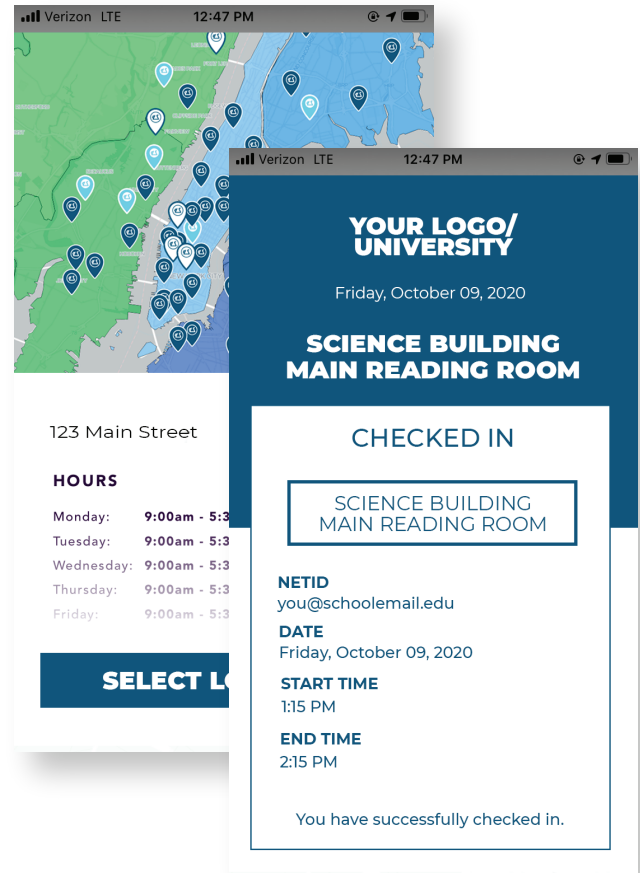 Verizon LTE 12:47 PM
123 Main Street
HOURS
Monday: 9:00am - 5:3
Tuesday: 9:00am - 5:3
Wednesday: 9:00am - 5:3
Thursday: 9:00am - 5:3
Friday: 9:00am - 5:3
SELECT L
Verizon LTE 12:47 PM
YOUR LOGO/
UNIVERSITY
Friday, October 09, 2020
SCIENCE BUILDING
MAIN READING ROOM
CHECKED IN
SCIENCE BUILDING
MAIN READING ROOM
NETID
you@schoolemail.edu
DATE
Friday, October 09, 2020
START TIME
1:15 PM
END TIME
2:15 PM
You have successfully checked in.